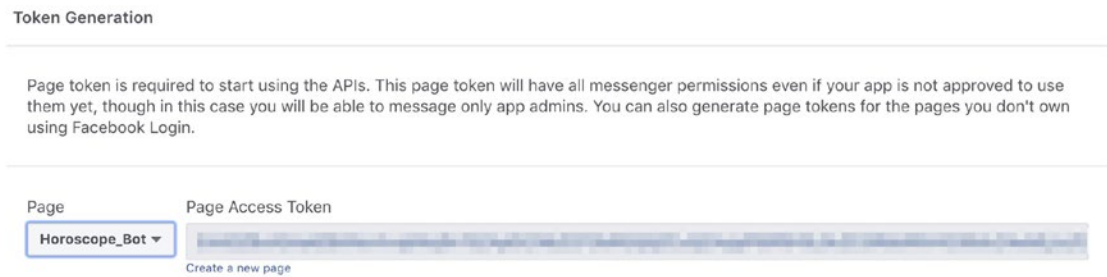 Token Generation
Page token is required to start using the APIs. This page token will have all messenger permissions even if your app is not approved to use
them yet, though in this case you will be able to message only app admins. You can also generate page tokens for the pages you don't own
using Facebook Login.
Page Page Access Token
Horoscope_Bot
Create a new page